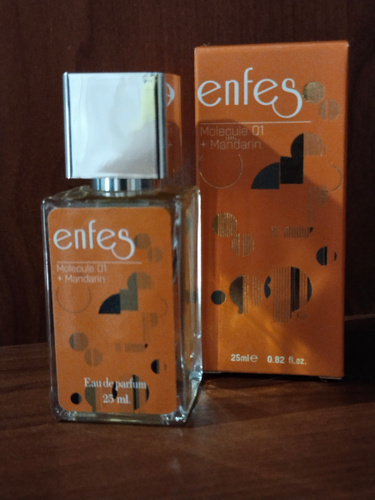 enfes
Molecule 01
+ Mandarin
Eau de parfum
25 ml.
enfes
Molecule 01
+ Mandarin
25ml e 0.82 fl.oz.